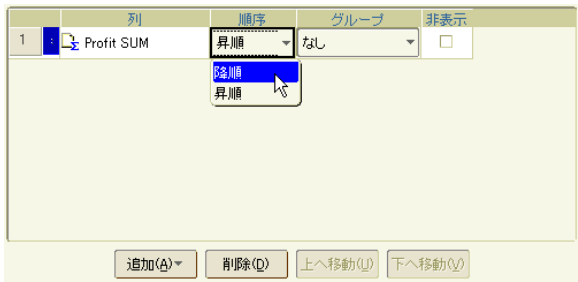 列 順序 グループ 非表示
1 Profit SUM 昇順 なし
降順
昇順
追加(A) 削除(D) 上へ移動(U) 下へ移動(V)